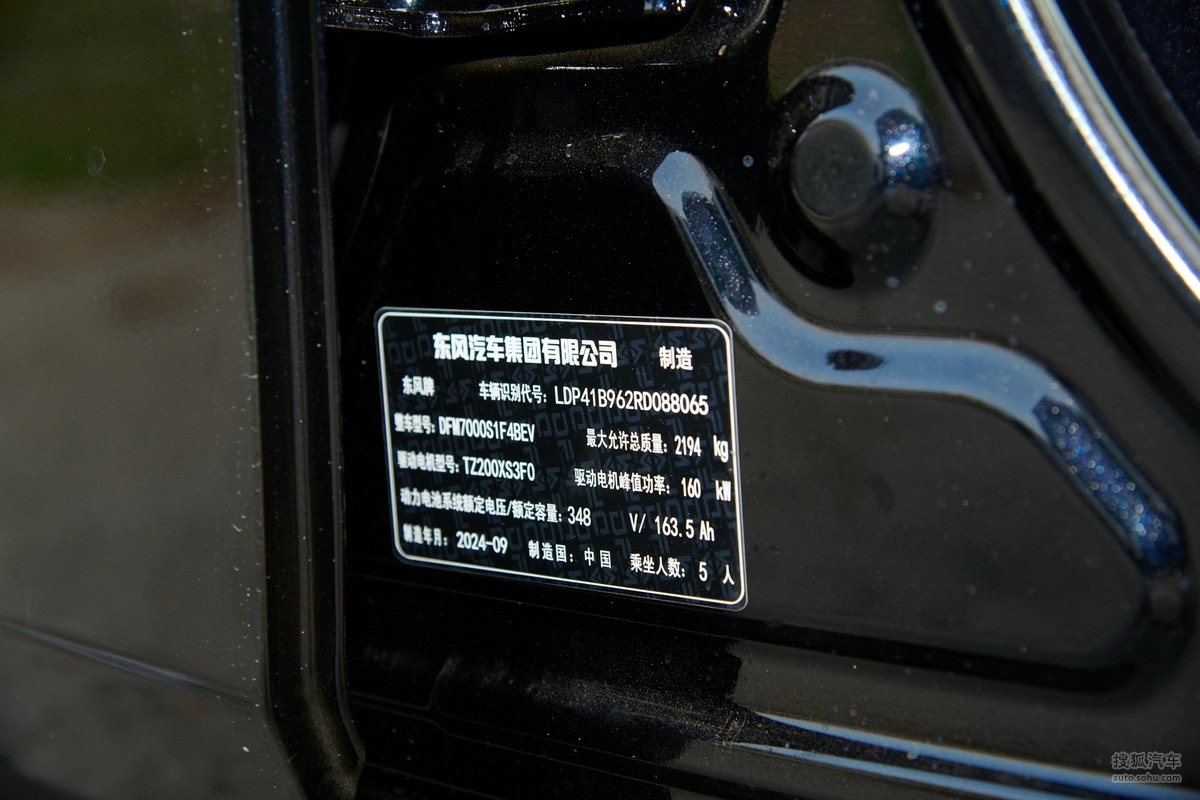 东风汽车集团有限公司 制造
东风牌 车辆识别代号: LDP41B962RD088065
整车型号: DFM7000S1F4BEV 最大允许总质量: 2194 kg
驱动电机型号: TZ200XS3F0 驱动电机峰值功率: 160 kW
动力电池系统额定电压/额定容量: 348 V/ 163.5 Ah
制造年月: 2024-09 制造国: 中国 乘坐人数: 5 人
搜狐汽车
auto.sohu.com